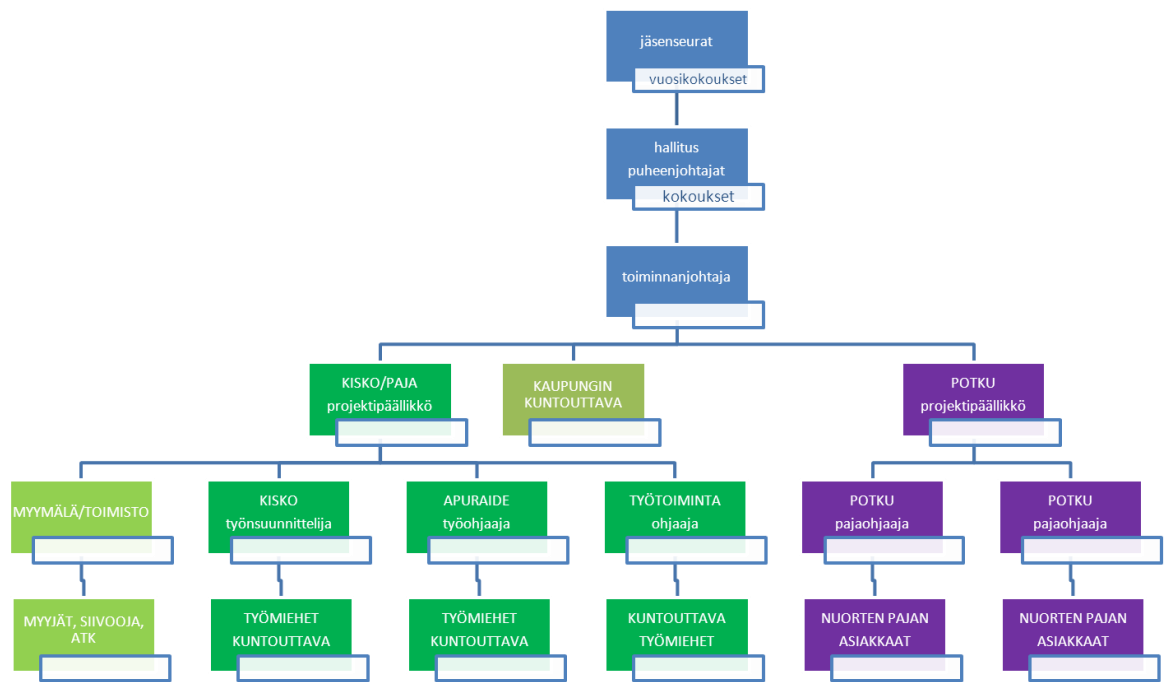 jäsenseurat
vuosikokoukset
hallitus
puheenjohtajat
kokoukset
toiminnanjohtaja
KISKO/PAJA
projektipäällikkö
KAUPUNGIN
KUNTOUTTAVA
POTKU
projektipäällikkö
MYYMÄLÄ/TOIMISTO
KISKO
työnsuunnittelija
APURAIDE
työohjaaja
TYÖTOIMINTA
ohjaaja
POTKU
pajaohjaaja
POTKU
pajaohjaaja
MYYJÄT, SIIVOOJA,
ATK
TYÖMIEHET
KUNTOUTTAVA
TYÖMIEHET
KUNTOUTTAVA
KUNTOUTTAVA
TYÖMIEHET
NUORTEN PAJAN
ASIAKKAAT
NUORTEN PAJAN
ASIAKKAAT